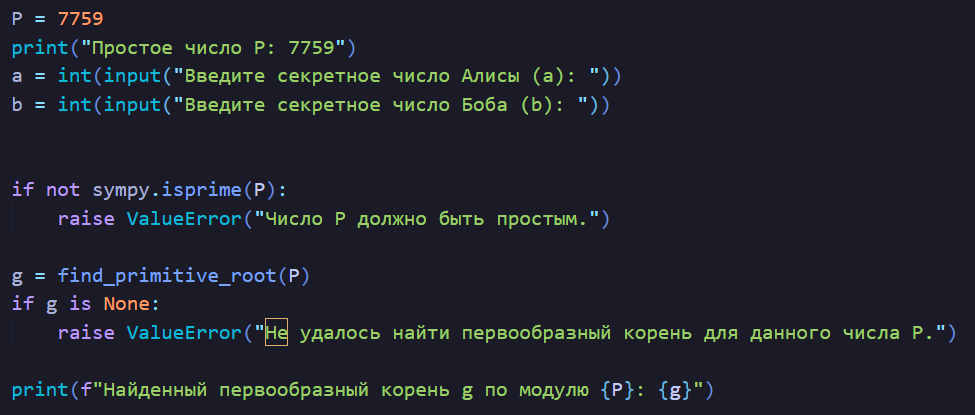 P = 7759
print("Простое число P: 7759")
a = int(input("Введите секретное число Алисы (a): "))
b = int(input("Введите секретное число Боба (b): "))
if not sympy.isprime(P):
raise ValueError("Число P должно быть простым.")
g = find_primitive_root(P)
if g is None:
raise ValueError("Не удалось найти первообразный корень для данного числа P.")
print(f"Найденный первообразный корень g по модулю {P}: {g}")